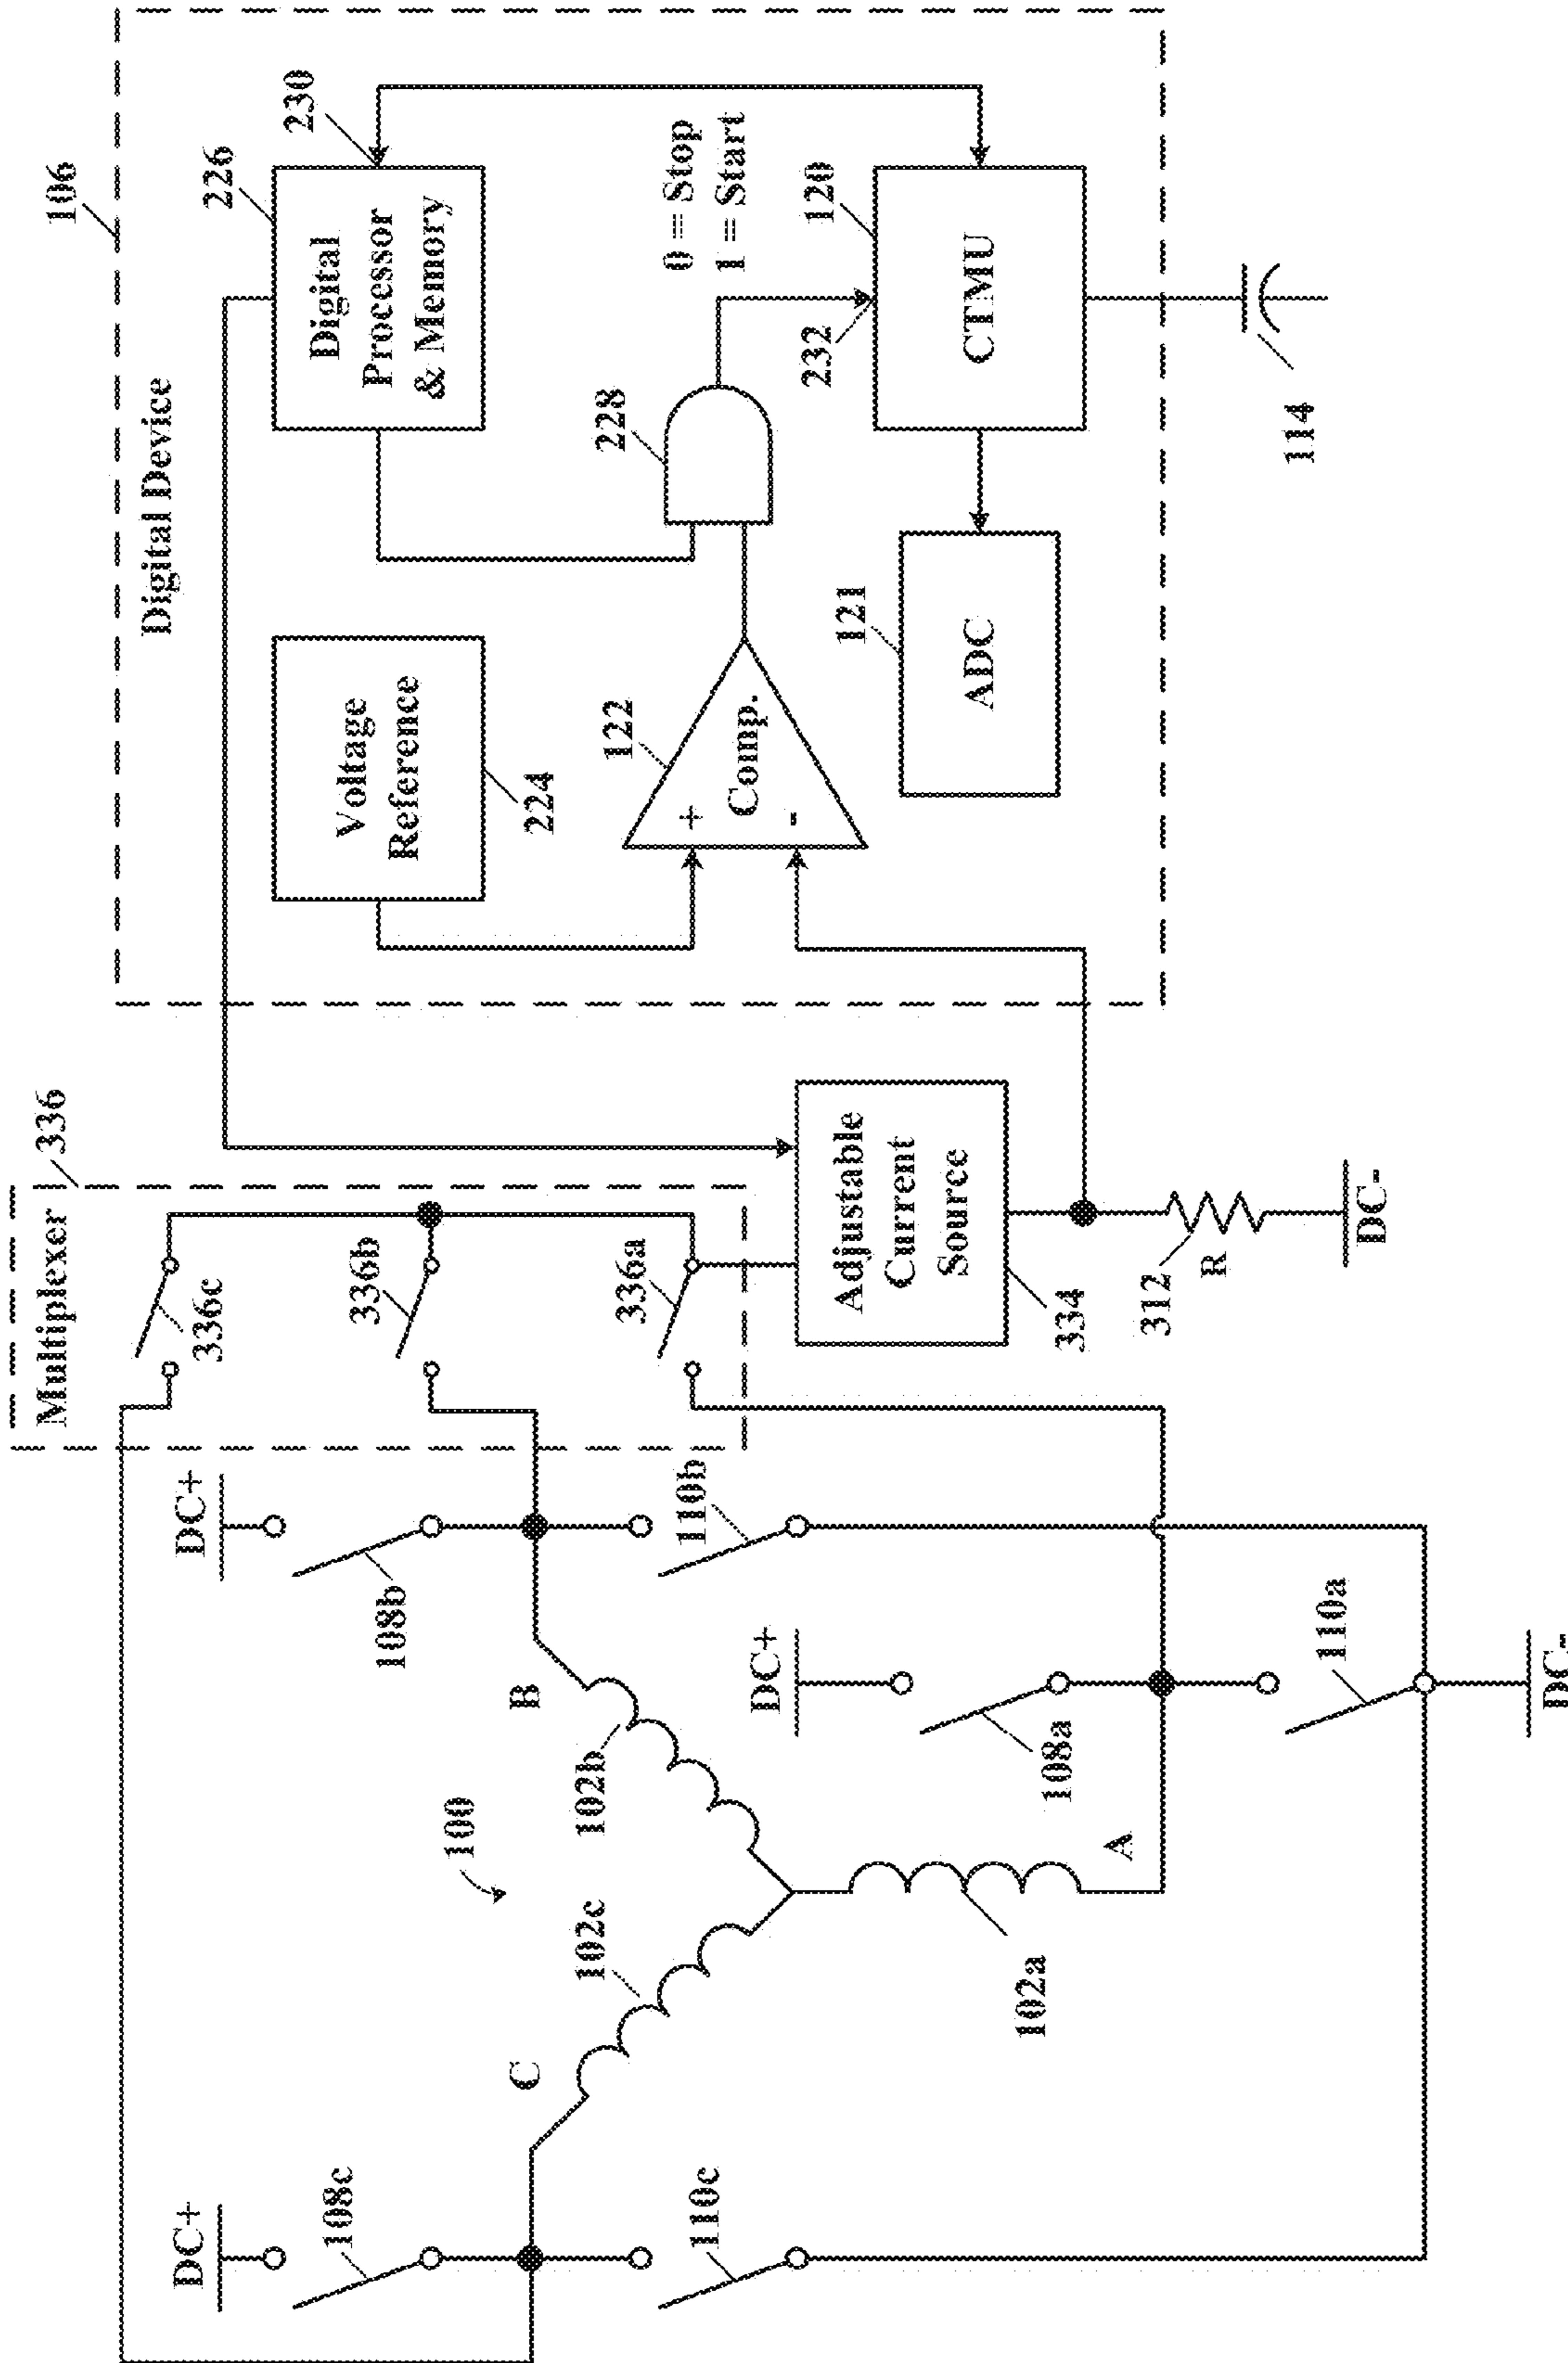 Multiplexer
336
336c
336b
336a
106
Digital Device
226
Digital
Processor
& Memory
230
Voltage
Reference
224
122
+
Comp.
-
228
0 = Stop
1 = Start
232
120
CTMU
121
ADC
114
Adjustable
Current
Source
334
312
R
DC-
DC+
108c
110c
C
102c
100
B
102b
102a
A
DC+
108b
110b
DC+
108a
110a
DC-